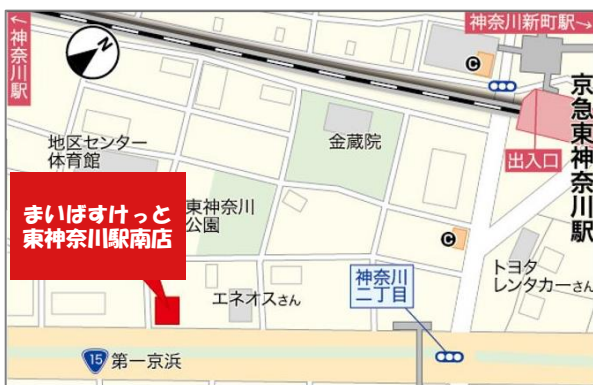 ←神奈川駅
神奈川新町駅→
京急東神奈川駅
出入口
C
金蔵院
地区センター
体育館
まいばすけっと
東神奈川駅南店
東神奈川
公園
C
エネオスさん
神奈川
二丁目
トヨタ
レンタカーさん
15 第一京浜